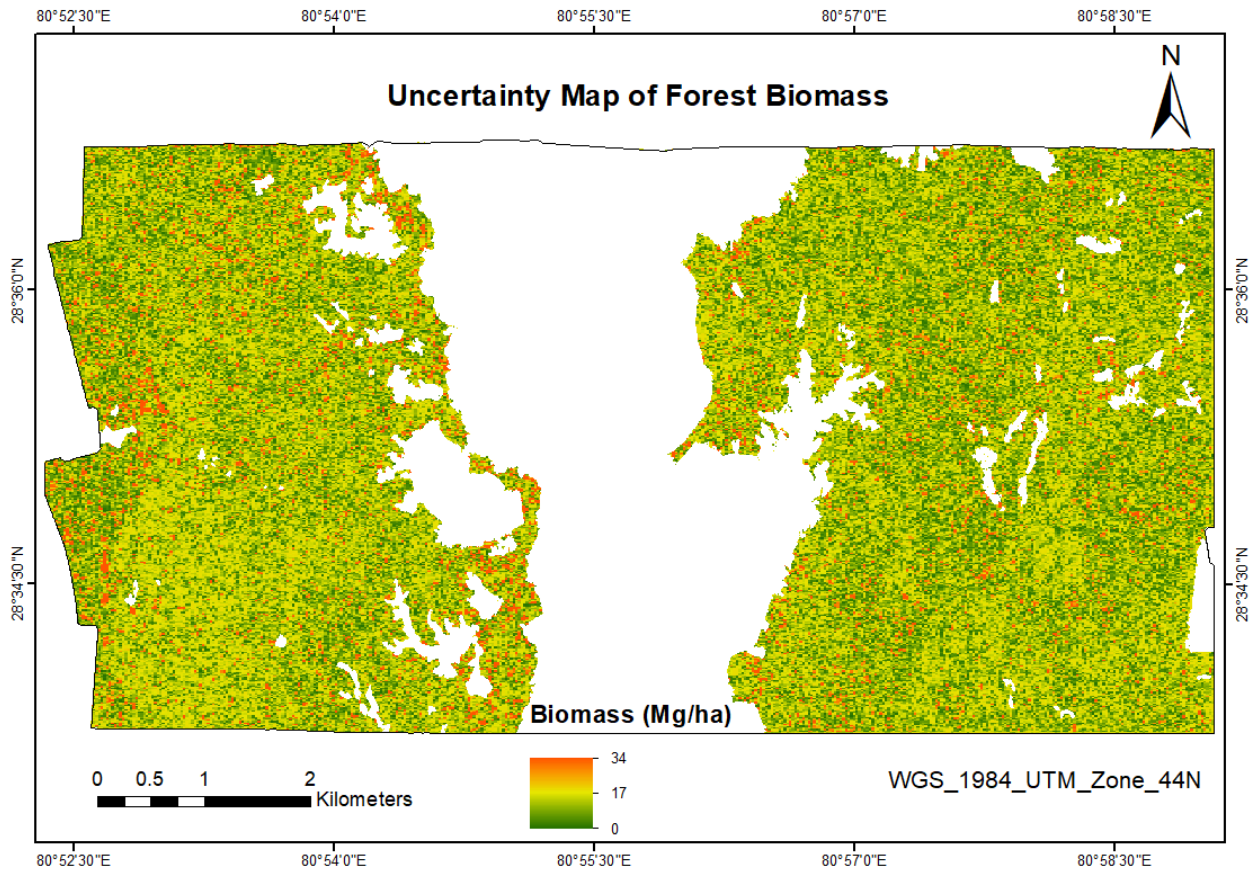 80°52'30"E 80°54'0"E 80°55'30"E 80°57'0"E 80°58'30"E
N
Uncertainty Map of Forest Biomass
28°36'0"N 28°36'0"N
28°34'30"N 28°34'30"N
Biomass (Mg/ha)
34
17
0
0 0.5 1 2
Kilometers
WGS_1984_UTM_Zone_44N
80°52'30"E 80°54'0"E 80°55'30"E 80°57'0"E 80°58'30"E